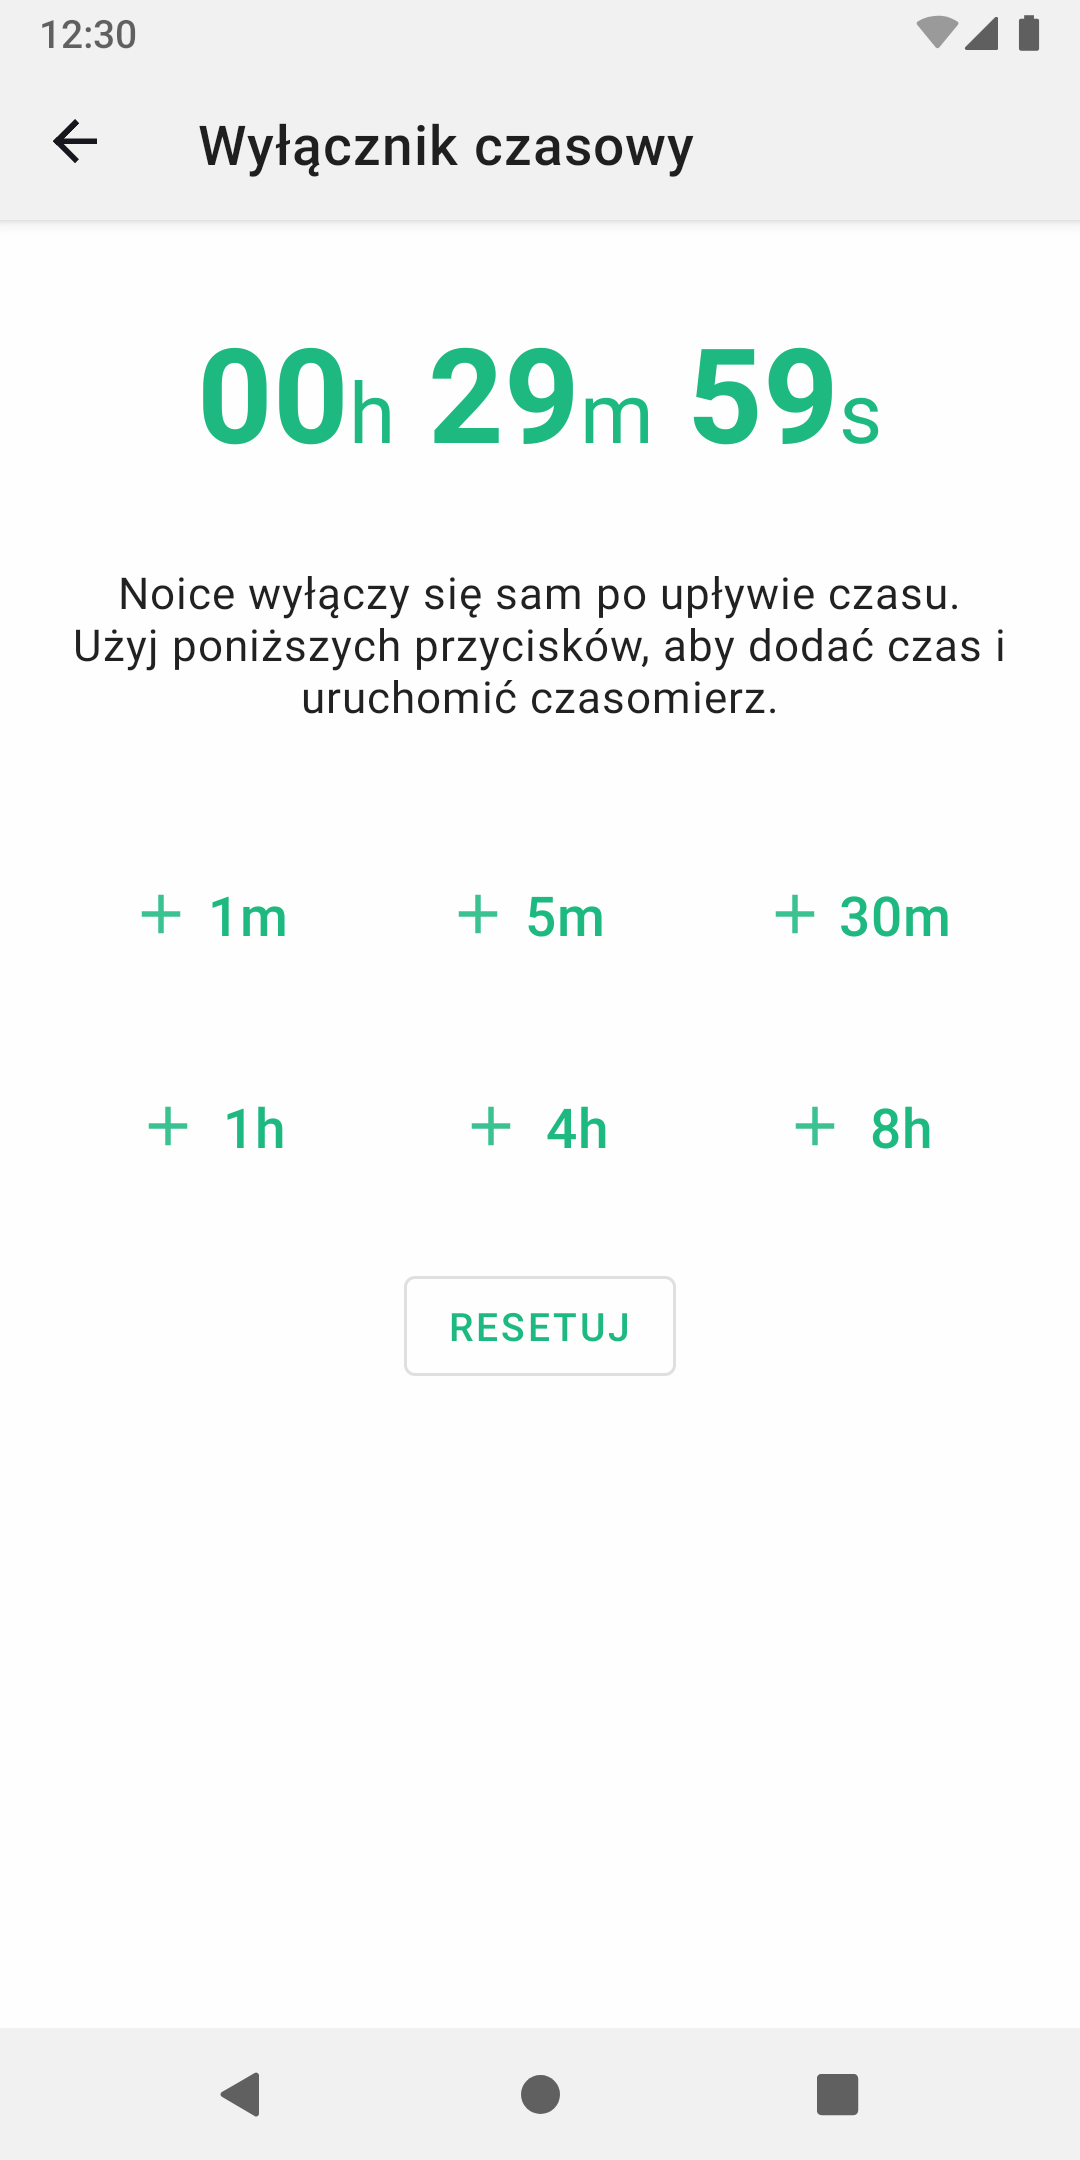 12:30
Wyłącznik czasowy
00h 29m 59s
Noice wyłączy się sam po upływie czasu.
Użyj poniższych przycisków, aby dodać czas i
uruchomić czasomierz.
+ 1m + 5m + 30m
+ 1h + 4h + 8h
RESETUJ